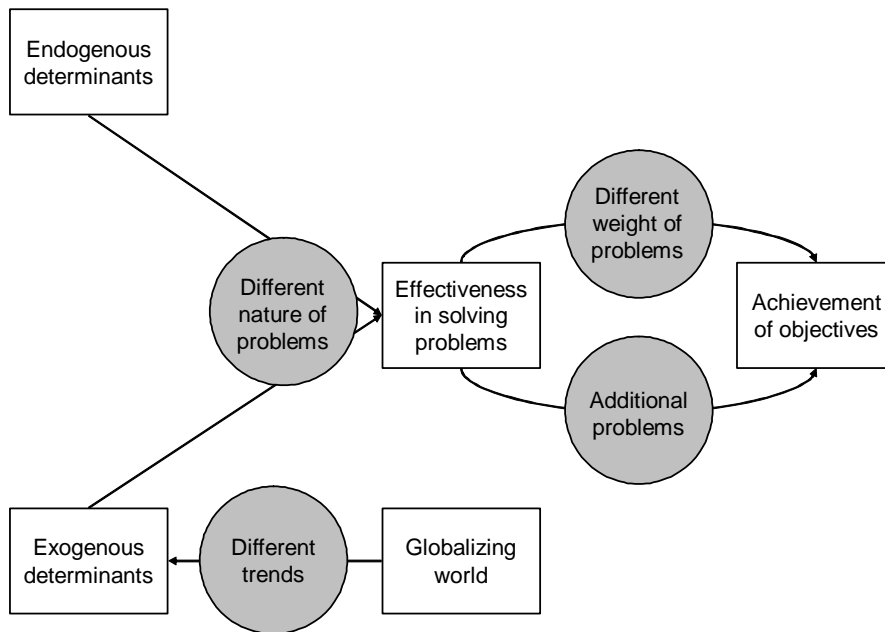 Endogenous
determinants
Different
weight of
problems
Different
nature of
problems
Effectiveness
in solving
problems
Achievement
of objectives
Additional
problems
Exogenous
determinants
Different
trends
Globalizing
world